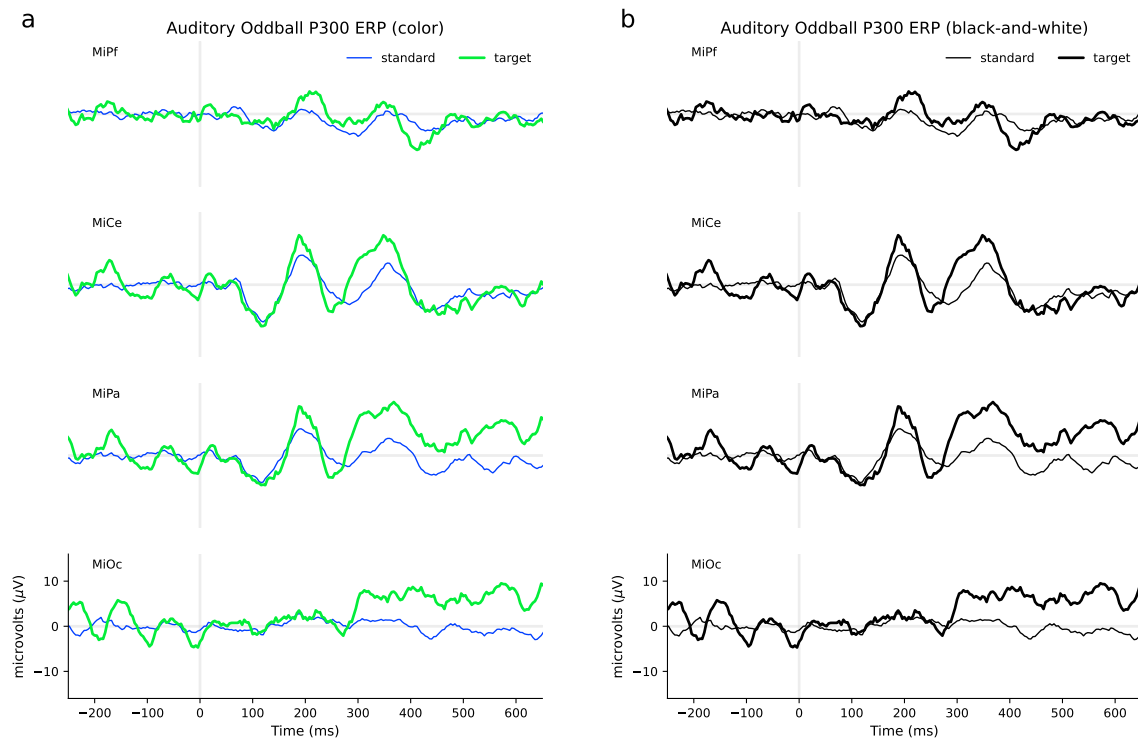 a
Auditory Oddball P300 ERP (color)
MiPf
standard
target
MiCe
MiPa
MiOc
10
0
−10
microvolts (μV)
−200
−100
0
100
200
300
400
500
600
Time (ms)
b
Auditory Oddball P300 ERP (black-and-white)
MiPf
standard
target
MiCe
MiPa
MiOc
10
0
−10
microvolts (μV)
−200
−100
0
100
200
300
400
500
600
Time (ms)